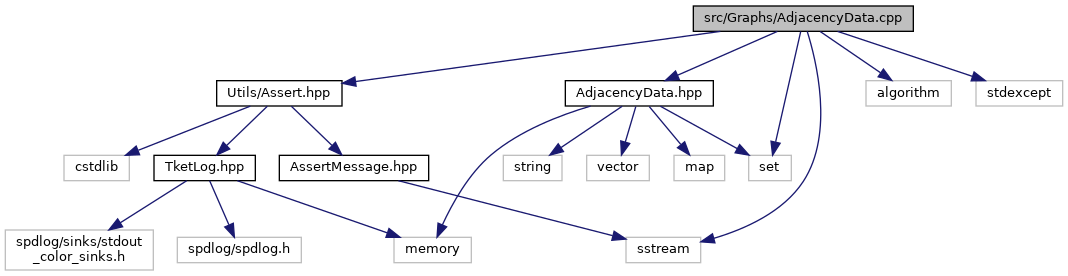 src/Graphs/AdjacencyData.cpp
Utils/Assert.hpp
AdjacencyData.hpp
algorithm
stdexcept
cstdlib
TketLog.hpp
AssertMessage.hpp
string
vector
map
set
spdlog/sinks/stdout
_color_sinks.h
spdlog/spdlog.h
memory
sstream